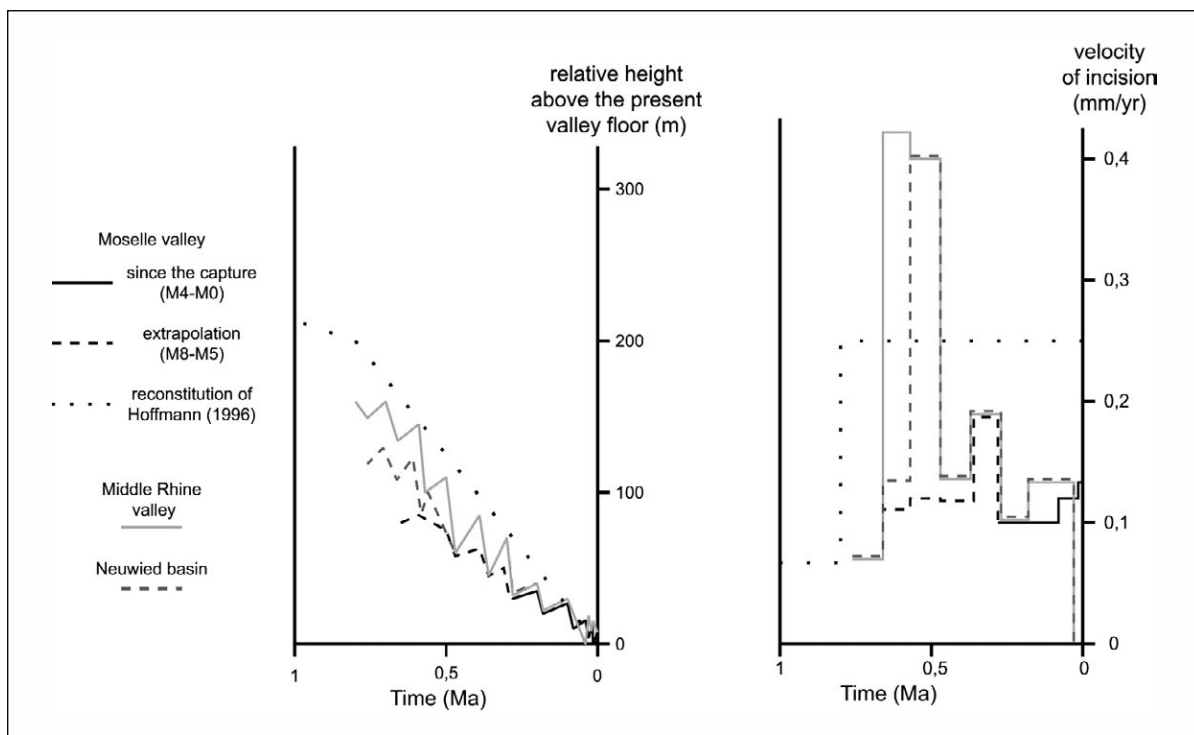 relative height
above the present
valley floor (m)
velocity
of incision
(mm/yr)
Moselle valley
since the capture
(M4-M0)
extrapolation
(M8-M5)
reconstitution of
Hoffmann (1996)
Middle Rhine
valley
Neuwied basin
300
200
100
0
1
0,5
0
Time (Ma)
0,4
0,3
0,2
0,1
0
1
0,5
0
Time (Ma)